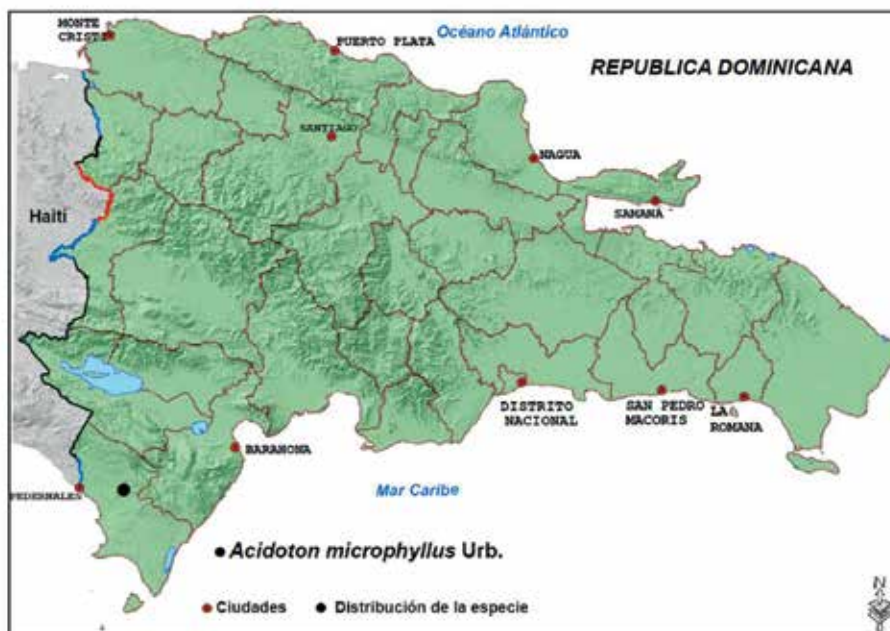 MONTE
CRISTI
PUERTO PLATA
Océano Atlántico
REPUBLICA DOMINICANA
SANTIAGO
NAGUA
SAMANA
Haití
DISTRITO
NACIONAL
SAN PEDRO
MACORIS
LA
ROMANA
BARAHONA
Mar Caribe
PEDERNALES
Acidoton microphyllus Urb.
Ciudades
Distribución de la especie
N